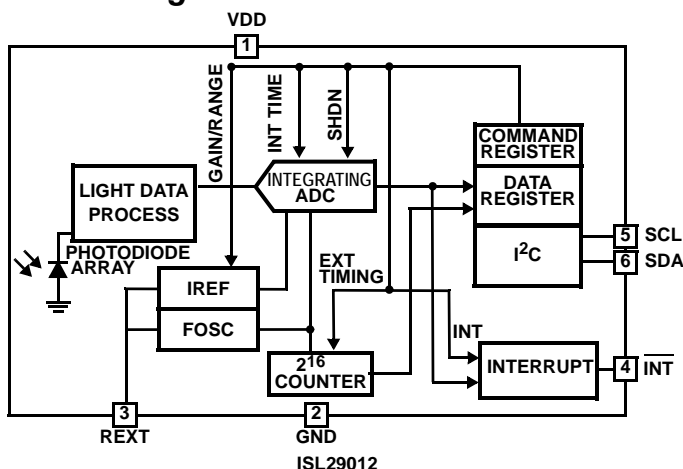 VDD
1
GAIN/RANGE
INT TIME
SHDN
COMMAND
REGISTER
LIGHT DATA
PROCESS
INTEGRATING
ADC
DATA
REGISTER
I²C
5 SCL
6 SDA
PHOTODIODE
ARRAY
IREF
FOSC
EXT
TIMING
2¹⁶
COUNTER
INT
INTERRUPT
4 INT
3
REXT
2
GND
ISL29012